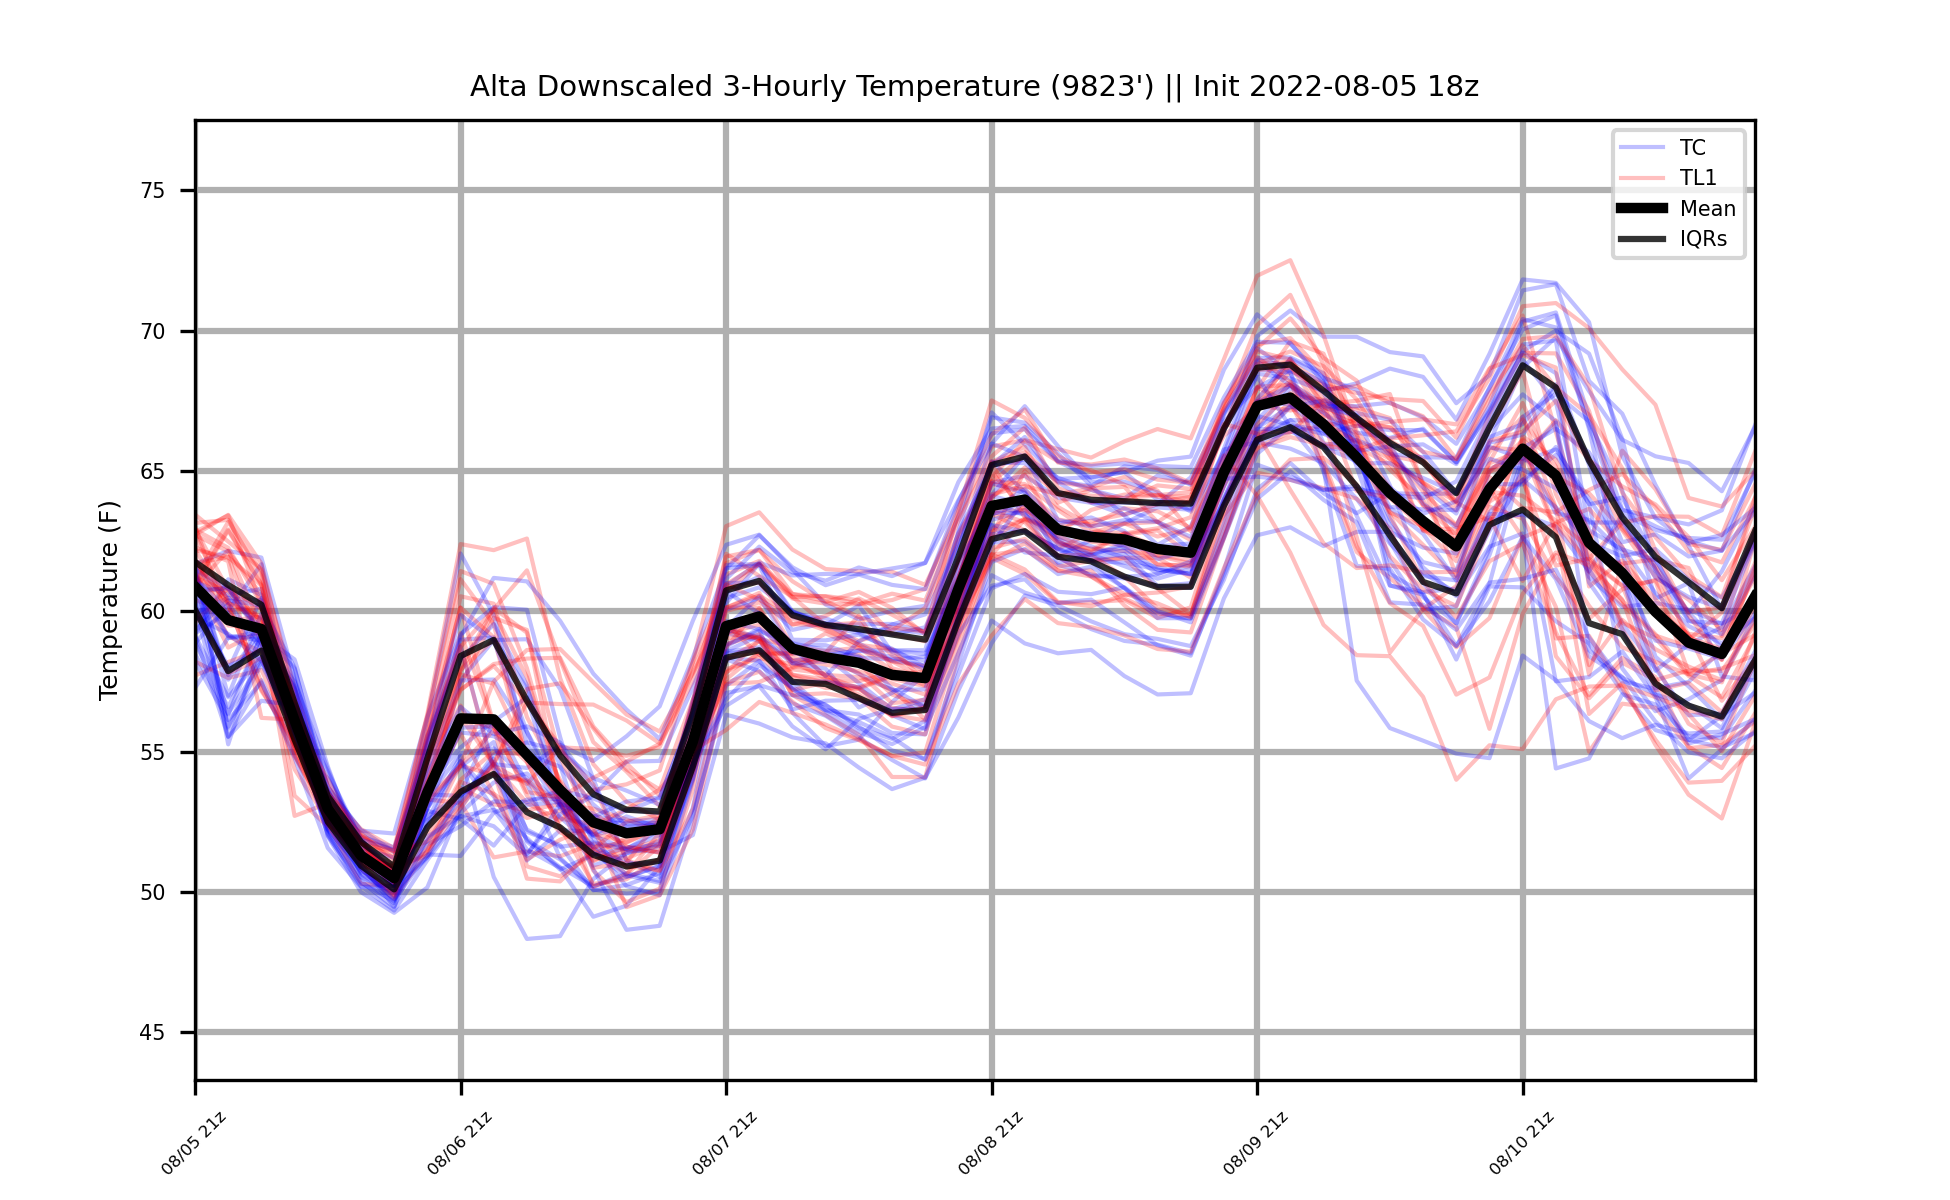 Alta Downscaled 3-Hourly Temperature (9823') || Init 2022-08-05 18z
TC
TL1
Mean
IQRs
Temperature (F)
75
70
65
60
55
50
45
08/05 21z
08/06 21z
08/07 21z
08/08 21z
08/09 21z
08/10 21z